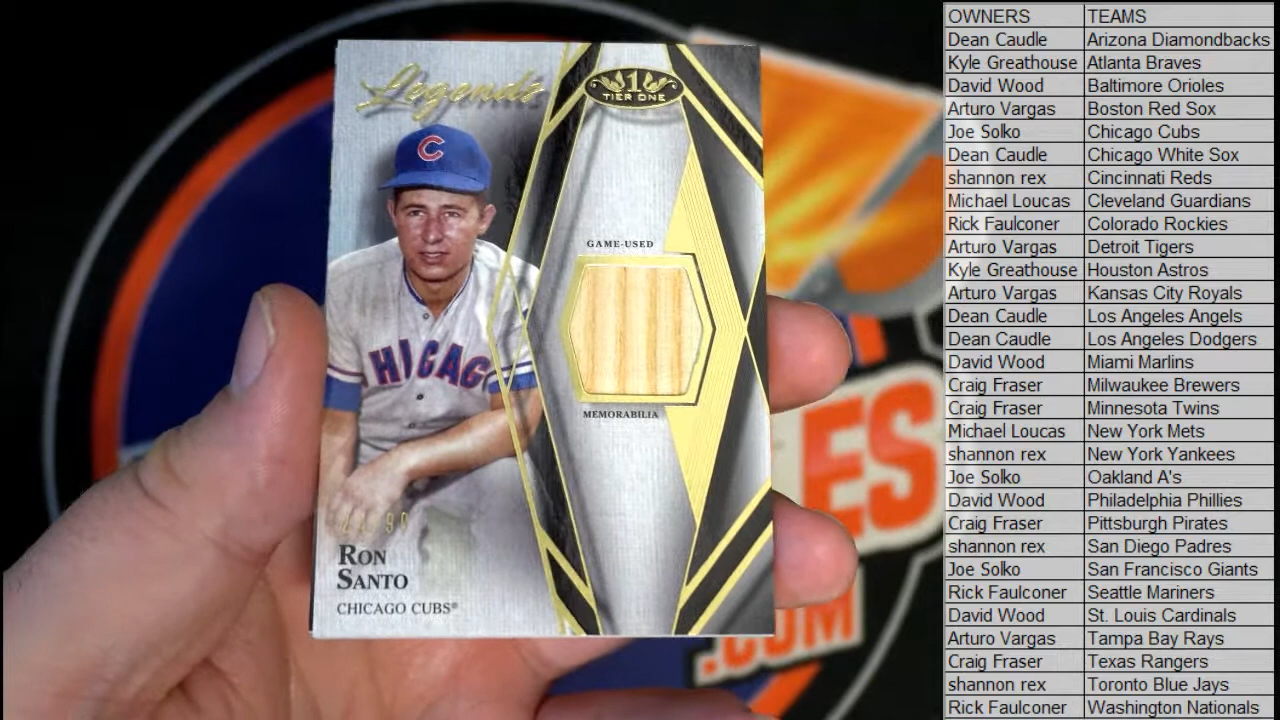 Legends
1
TIER ONE
C
GAME-USED
CHICAG
MEMORABILIA
RON
SANTO
CHICAGO CUBS®
ES
.COM
OWNERS TEAMS
Dean Caudle Arizona Diamondbacks
Kyle Greathouse Atlanta Braves
David Wood Baltimore Orioles
Arturo Vargas Boston Red Sox
Joe Solko Chicago Cubs
Dean Caudle Chicago White Sox
shannon rex Cincinnati Reds
Michael Loucas Cleveland Guardians
Rick Faulconer Colorado Rockies
Arturo Vargas Detroit Tigers
Kyle Greathouse Houston Astros
Arturo Vargas Kansas City Royals
Dean Caudle Los Angeles Angels
Dean Caudle Los Angeles Dodgers
David Wood Miami Marlins
Craig Fraser Milwaukee Brewers
Craig Fraser Minnesota Twins
Michael Loucas New York Mets
shannon rex New York Yankees
Joe Solko Oakland A's
David Wood Philadelphia Phillies
Craig Fraser Pittsburgh Pirates
shannon rex San Diego Padres
Joe Solko San Francisco Giants
Rick Faulconer Seattle Mariners
David Wood St. Louis Cardinals
Arturo Vargas Tampa Bay Rays
Craig Fraser Texas Rangers
shannon rex Toronto Blue Jays
Rick Faulconer Washington Nationals